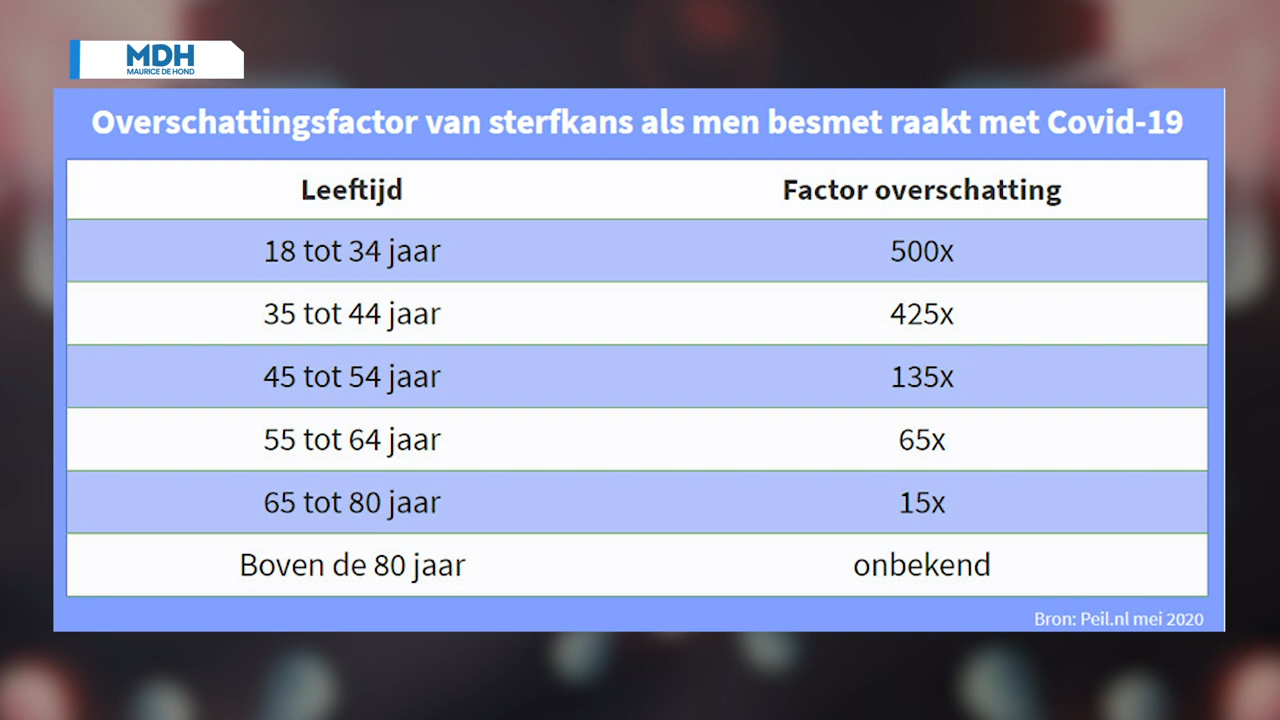 MDH
MAURICE DE HOND
Overschattingsfactor van sterfkans als men besmet raakt met Covid-19
Leeftijd Factor overschatting
18 tot 34 jaar 500x
35 tot 44 jaar 425x
45 tot 54 jaar 135x
55 tot 64 jaar 65x
65 tot 80 jaar 15x
Boven de 80 jaar onbekend
Bron: Peil.nl mei 2020